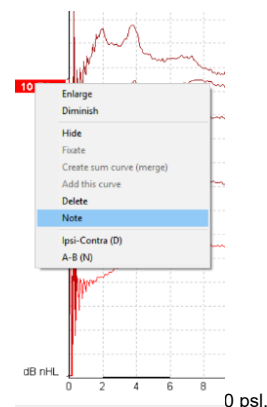 10
Enlarge
Diminish
Hide
Fixate
Create sum curve (merge)
Add this curve
Delete
Note
Ipsi-Contra (D)
A-B (N)
dB nHL
0 2 4 6 8
0 psl.